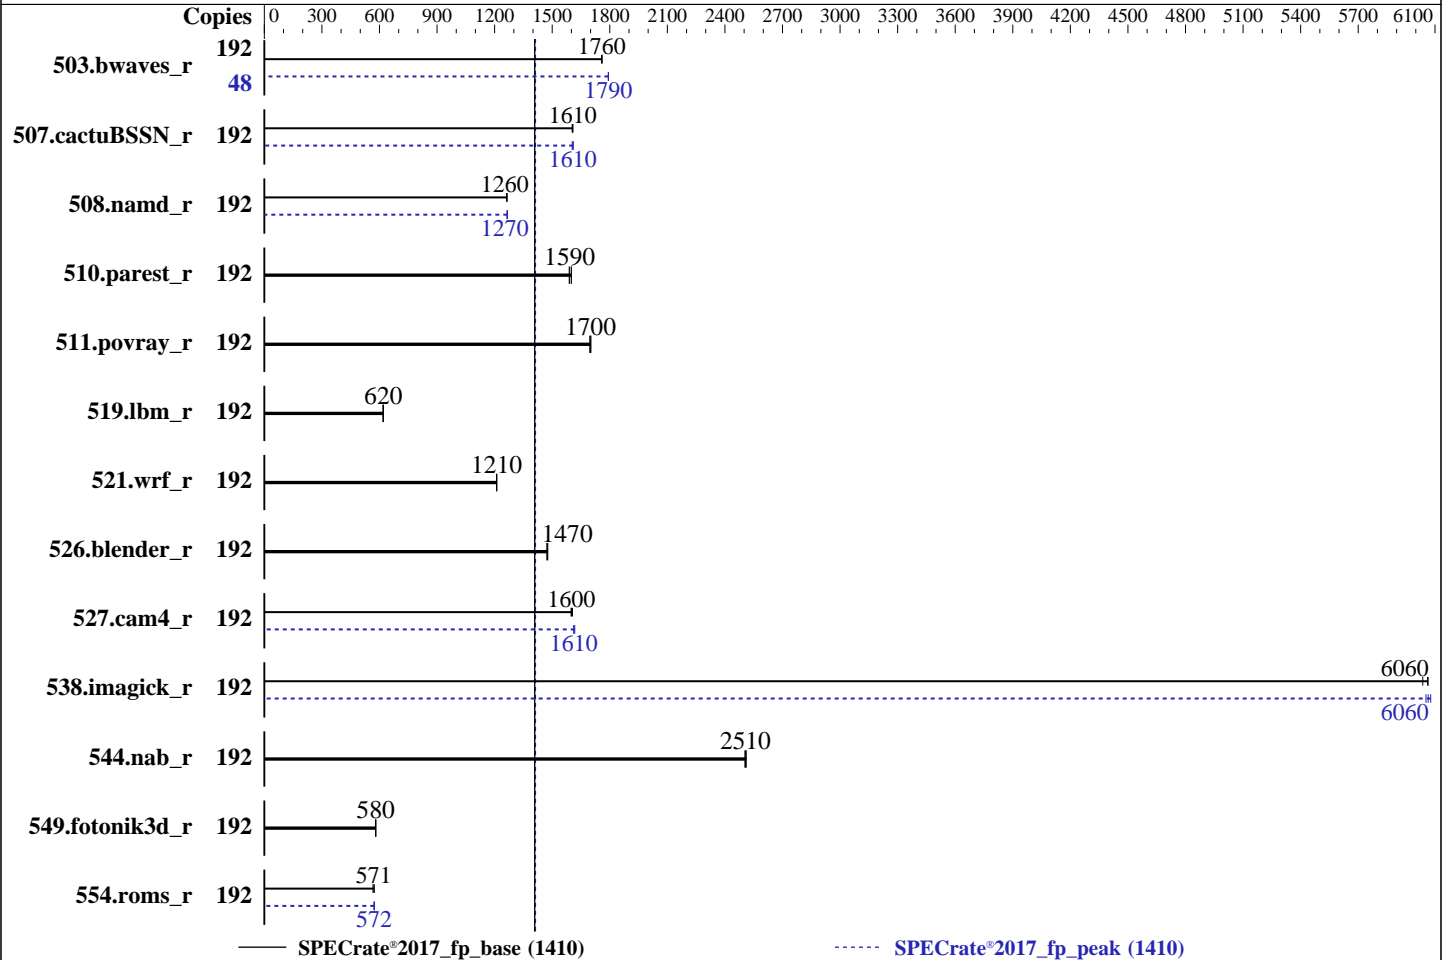 Copies 0 300 600 900 1200 1500 1800 2100 2400 2700 3000 3300 3600 3900 4200 4500 4800 5100 5400 5700 6100
503.bwaves_r 192 1760
48 1790
507.cactuBSSN_r 192 1610
1610
508.namd_r 192 1260
1270
510.parest_r 192 1590
511.povray_r 192 1700
519.lbm_r 192 620
521.wrf_r 192 1210
526.blender_r 192 1470
527.cam4_r 192 1600
1610
538.imagick_r 192 6060
6060
544.nab_r 192 2510
549.fotonik3d_r 192 580
554.roms_r 192 571
572
SPECrate®2017_fp_base (1410) SPECrate®2017_fp_peak (1410)